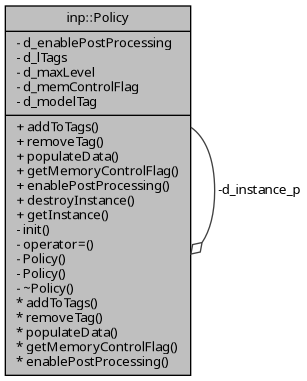 inp::Policy
- d_enablePostProcessing
- d_lTags
- d_maxLevel
- d_memControlFlag
- d_modelTag
+ addToTags()
+ removeTag()
+ populateData()
+ getMemoryControlFlag()
+ enablePostProcessing()
+ destroyInstance()
+ getInstance()
- init()
- operator=()
- Policy()
- Policy()
- ~Policy()
* addToTags()
* removeTag()
* populateData()
* getMemoryControlFlag()
* enablePostProcessing()
-d_instance_p